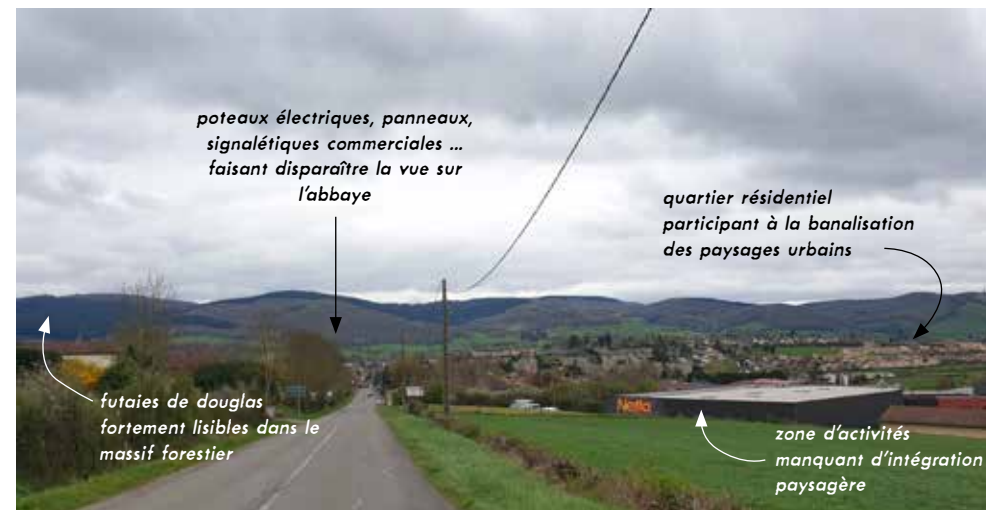 poteaux électriques, panneaux,
signalétiques commerciales ...
faisant disparaître la vue sur
l'abbaye
quartier résidentiel
participant à la banalisation
des paysages urbains
futaies de douglas
fortement lisibles dans le
massif forestier
zone d'activités
manquant d'intégration
paysagère